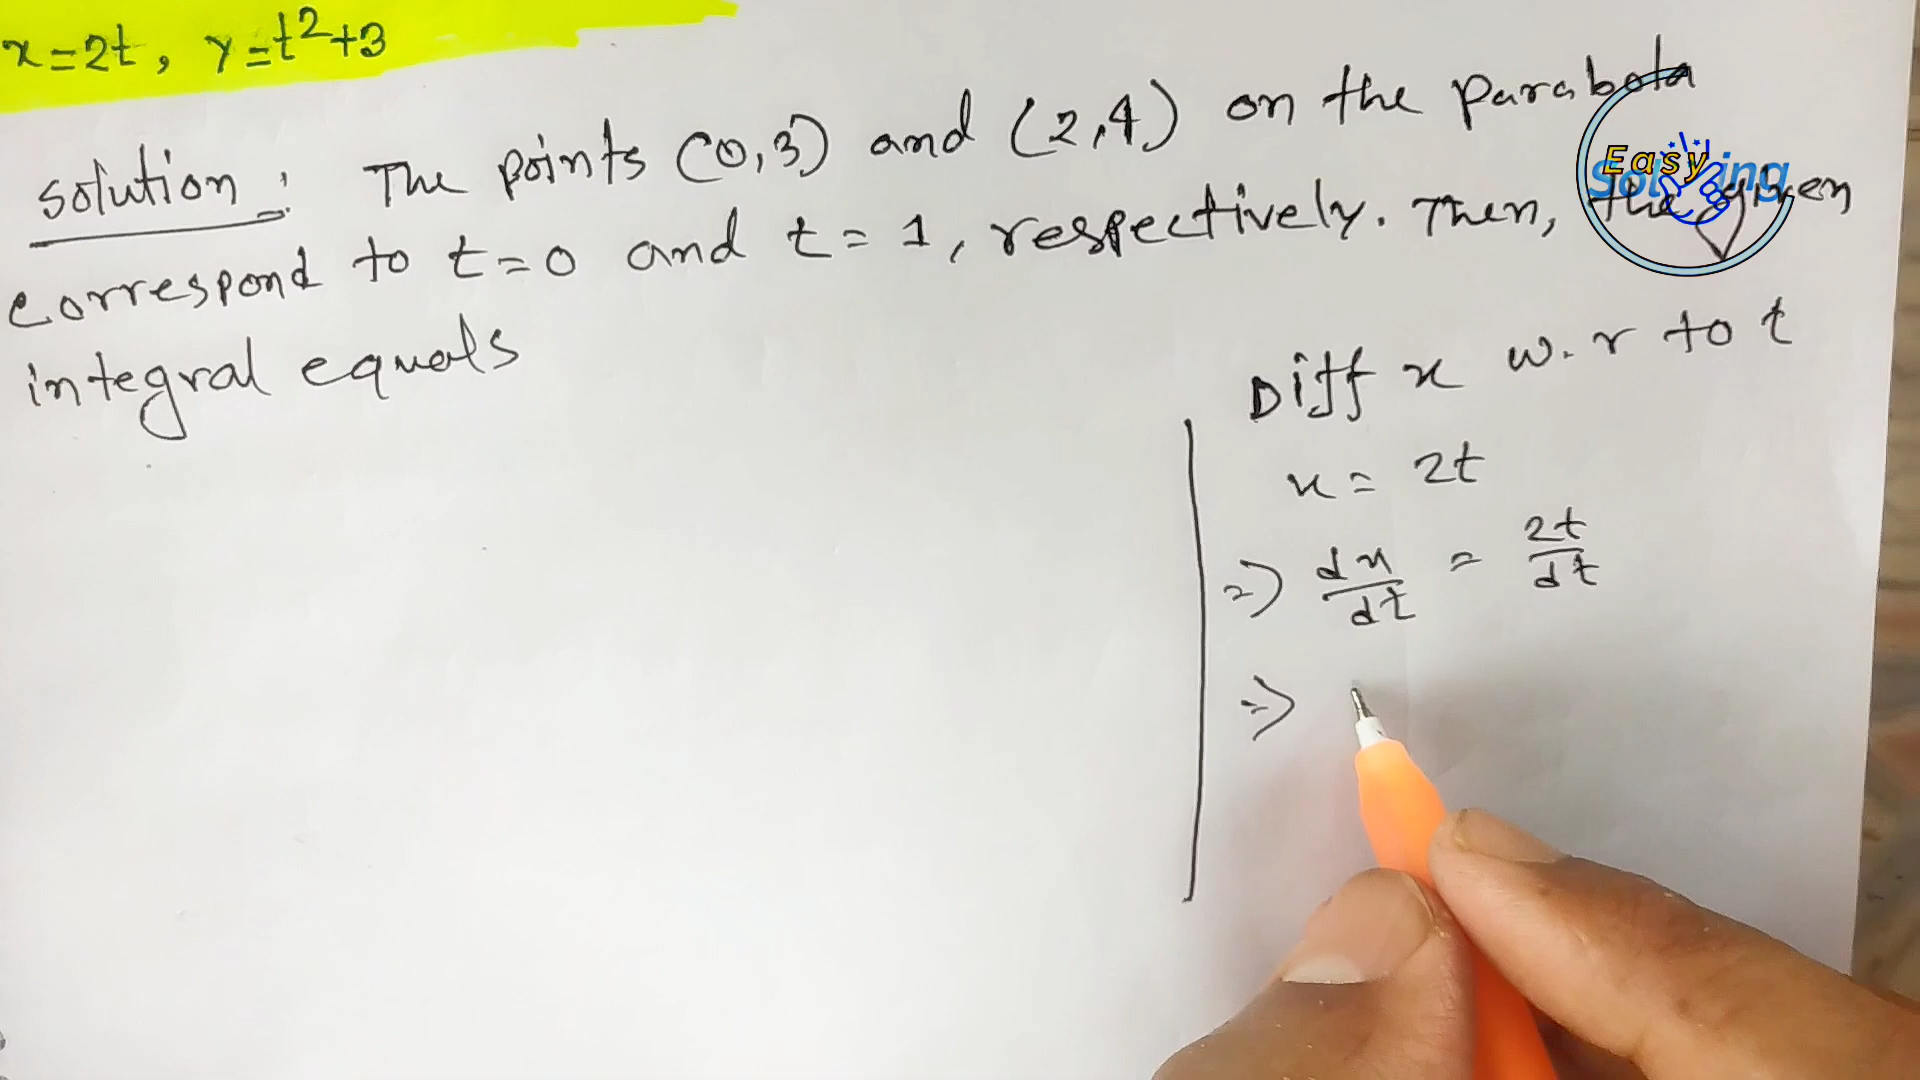 x=2t, y=t²+3
Solution: The points (0,3) and (2,4) on the parabola
correspond to t=0 and t=1, respectively. Then, the given
integral equals
Diff x w.r to t
x= 2t
=> dx/dt = 2t/dt
=>
Easy
Solving